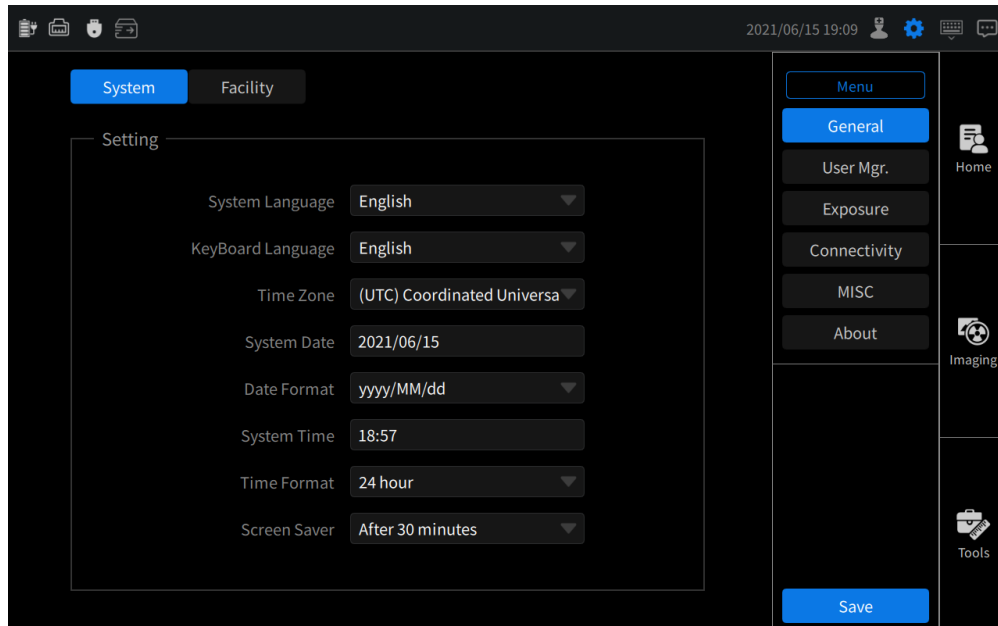 2021/06/15 19:09
System
Facility
Setting
System Language English
KeyBoard Language English
Time Zone (UTC) Coordinated Universa
System Date 2021/06/15
Date Format yyyy/MM/dd
System Time 18:57
Time Format 24 hour
Screen Saver After 30 minutes
Menu
General
User Mgr.
Exposure
Connectivity
MISC
About
Save
Home
Imaging
Tools